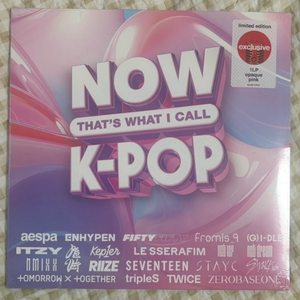 limited edition
exclusive
1LP
opaque
pink
NOW
THAT'S WHAT I CALL
K-POP
aespa ENHYPEN FIFTY FIFTY fromis_9 (G)I-DLE
ITZY Kep1er LE SSERAFIM
NMIXX RIIZE SEVENTEEN STAYC
TOMORROW X TOGETHER tripleS TWICE ZEROBASEONE